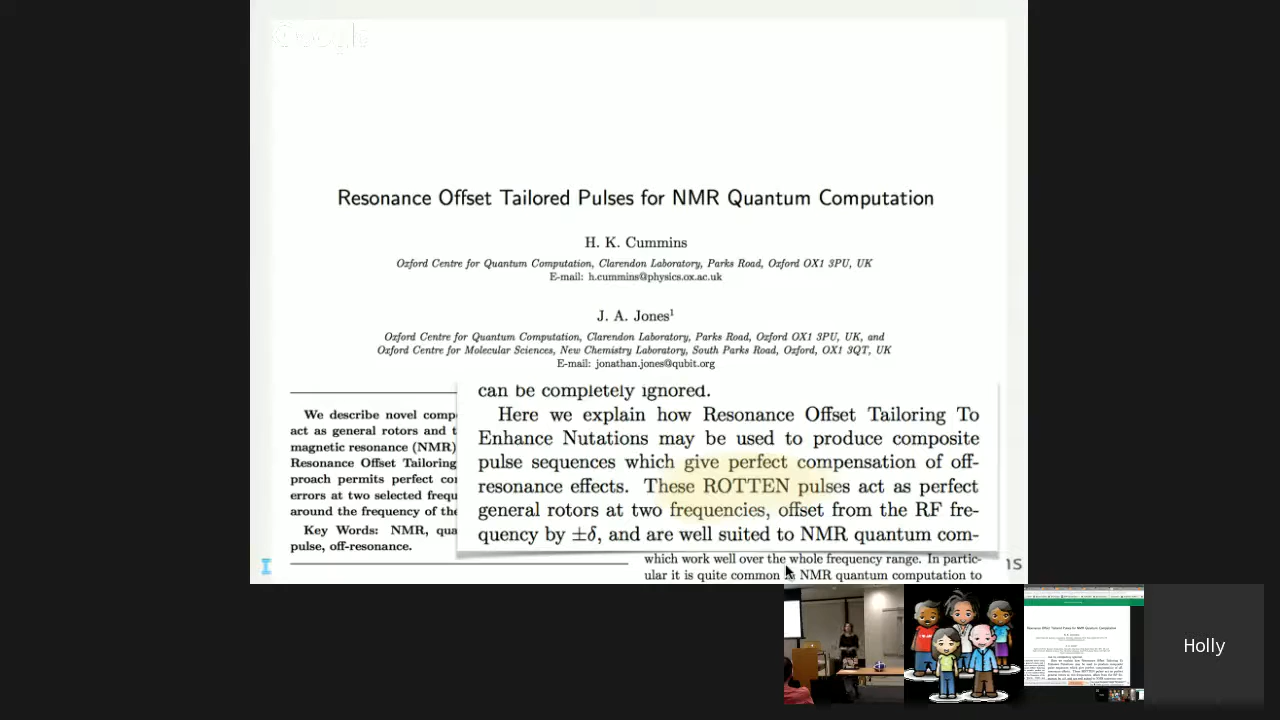 Resonance Offset Tailored Pulses for NMR Quantum Computation
H. K. Cummins
Oxford Centre for Quantum Computation, Clarendon Laboratory, Parks Road, Oxford OX1 3PU, UK
E-mail: h.cummins@physics.ox.ac.uk
J. A. Jones¹
Oxford Centre for Quantum Computation, Clarendon Laboratory, Parks Road, Oxford OX1 3PU, UK, and
Oxford Centre for Molecular Sciences, New Chemistry Laboratory, South Parks Road, Oxford, OX1 3QT, UK
E-mail: jonathan.jones@qubit.org
We describe novel comp
act as general rotors and t
magnetic resonance (NMR)
Resonance Offset Tailoring
proach permits perfect co
errors at two selected frequ
around the frequency of the
Key Words: NMR, qua
pulse, off-resonance.
can be completely ignored.
Here we explain how Resonance Offset Tailoring To
Enhance Nutations may be used to produce composite
pulse sequences which give perfect compensation of off-
resonance effects. These ROTTEN pulses act as perfect
general rotors at two frequencies, offset from the RF fre-
quency by ±δ, and are well suited to NMR quantum com-
which work well over the whole frequency range. In partic-
ular it is quite common in NMR quantum computation to
Holly